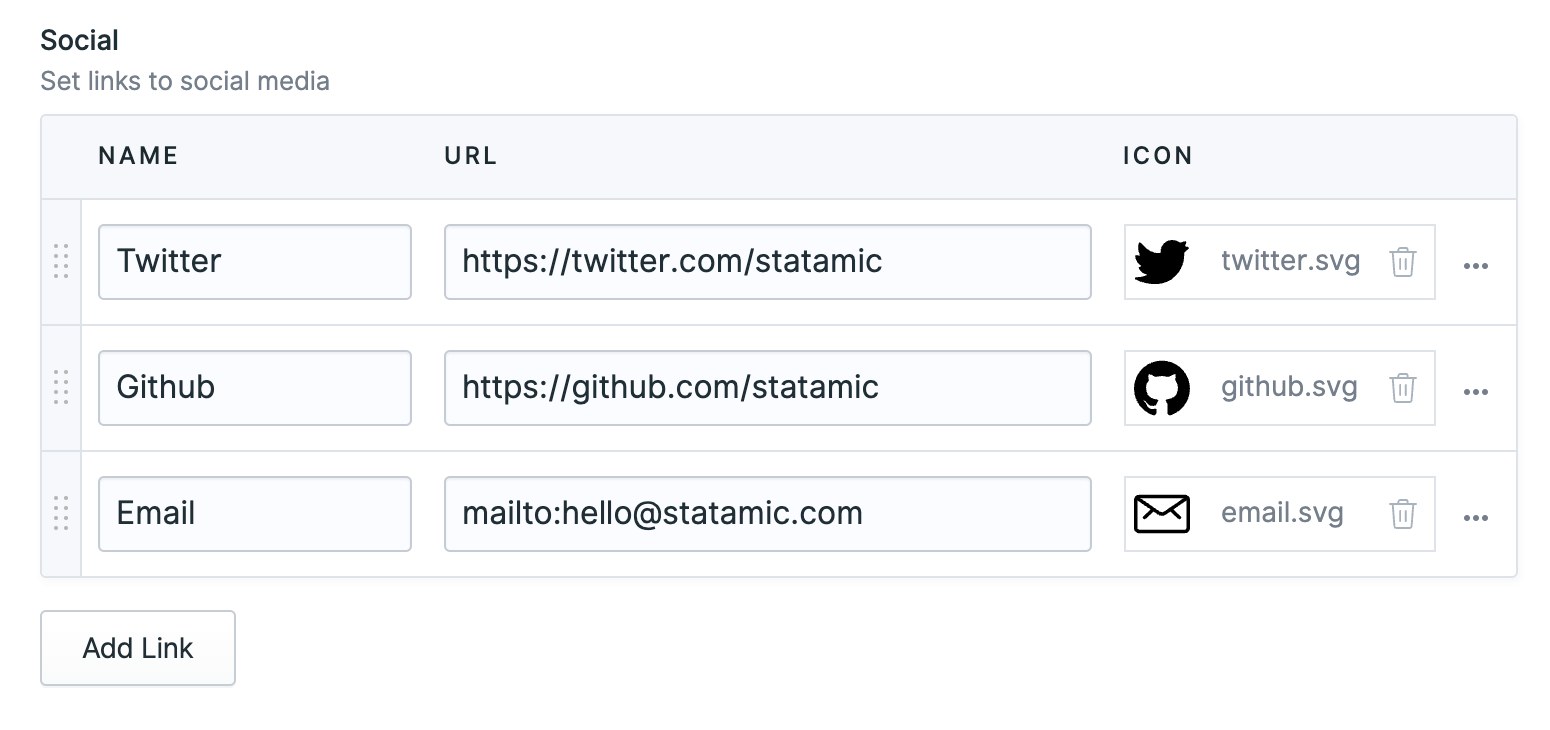 Social
Set links to social media
NAME URL ICON
Twitter https://twitter.com/statamic twitter.svg
Github https://github.com/statamic github.svg
Email mailto:hello@statamic.com email.svg
Add Link